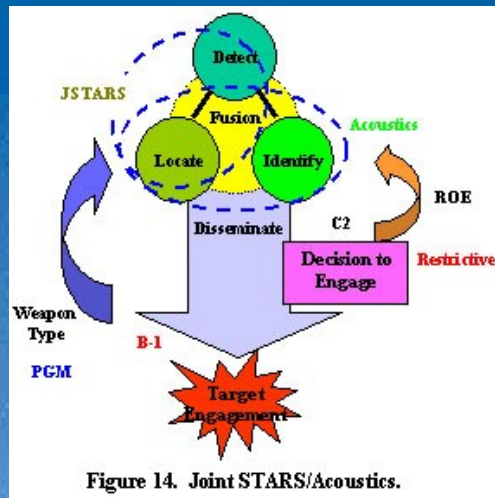 Detect
JSTARS
Fusion
Acoustics
Locate
Identify
ROE
Disseminate
C2
Decision to
Engage
Restrictive
Weapon
Type
B-1
PGM
Target
Engagement
Figure 14. Joint STARS/Acoustics.